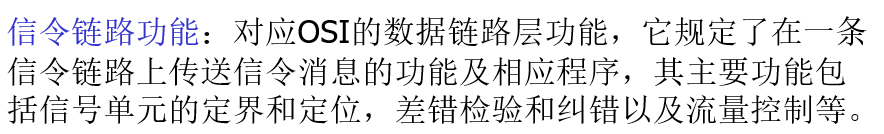 信令链路功能：对应OSI的数据链路层功能，它规定了在一条
信令链路上传送信令消息的功能及相应程序，其主要功能包
括信号单元的定界和定位，差错检验和纠错以及流量控制等。